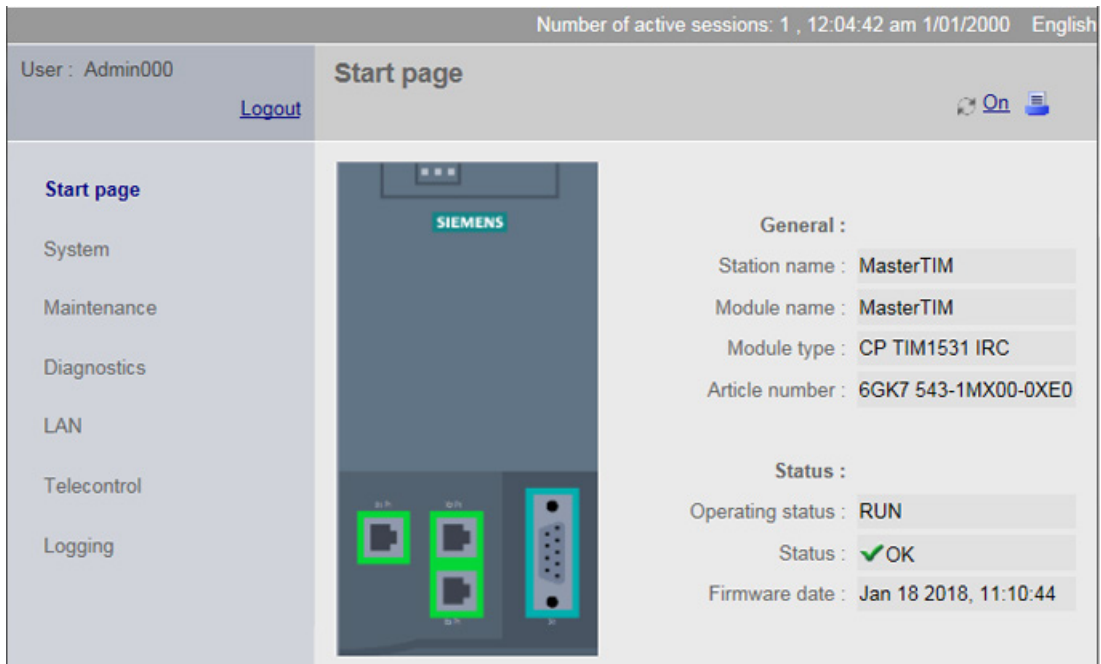 Number of active sessions: 1 , 12:04:42 am 1/01/2000 English
User : Admin000
Logout
Start page
On
Start page
System
Maintenance
Diagnostics
LAN
Telecontrol
Logging
SIEMENS
General :
Station name : MasterTIM
Module name : MasterTIM
Module type : CP TIM1531 IRC
Article number : 6GK7 543-1MX00-0XE0
Status :
Operating status : RUN
Status : OK
Firmware date : Jan 18 2018, 11:10:44